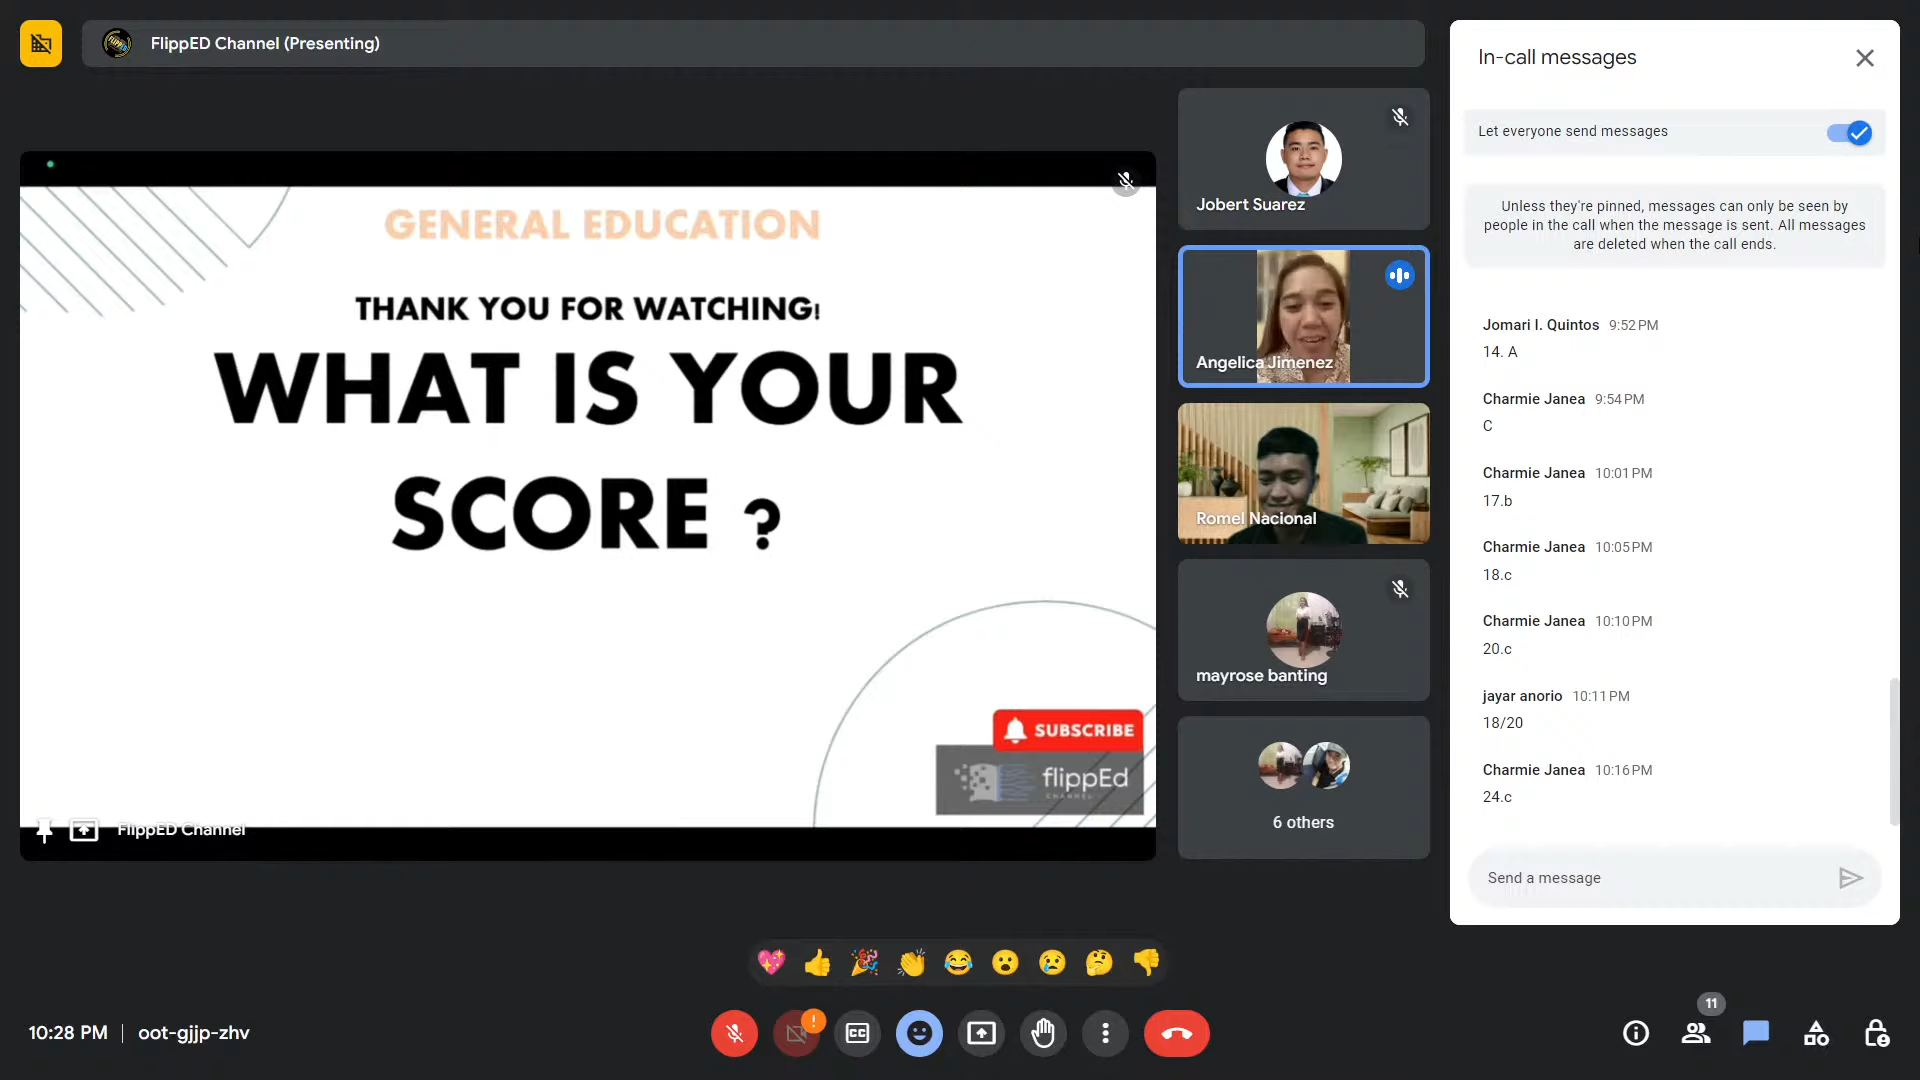 FlippED Channel (Presenting)
GENERAL EDUCATION
THANK YOU FOR WATCHING!
WHAT IS YOUR
SCORE ?
SUBSCRIBE
flippEd
CHANNEL
FlippED Channel
Jobert Suarez
Angelica Jimenez
Romel Nacional
mayrose banting
6 others
In-call messages
Let everyone send messages
Unless they're pinned, messages can only be seen by
people in the call when the message is sent. All messages
are deleted when the call ends.
Jomari I. Quintos 9:52 PM
14. A
Charmie Janea 9:54 PM
C
Charmie Janea 10:01 PM
17.b
Charmie Janea 10:05 PM
18.c
Charmie Janea 10:10 PM
20.c
jayar anorio 10:11 PM
18/20
Charmie Janea 10:16 PM
24.c
Send a message
10:28 PM | oot-gjjp-zhv
!
CC
11